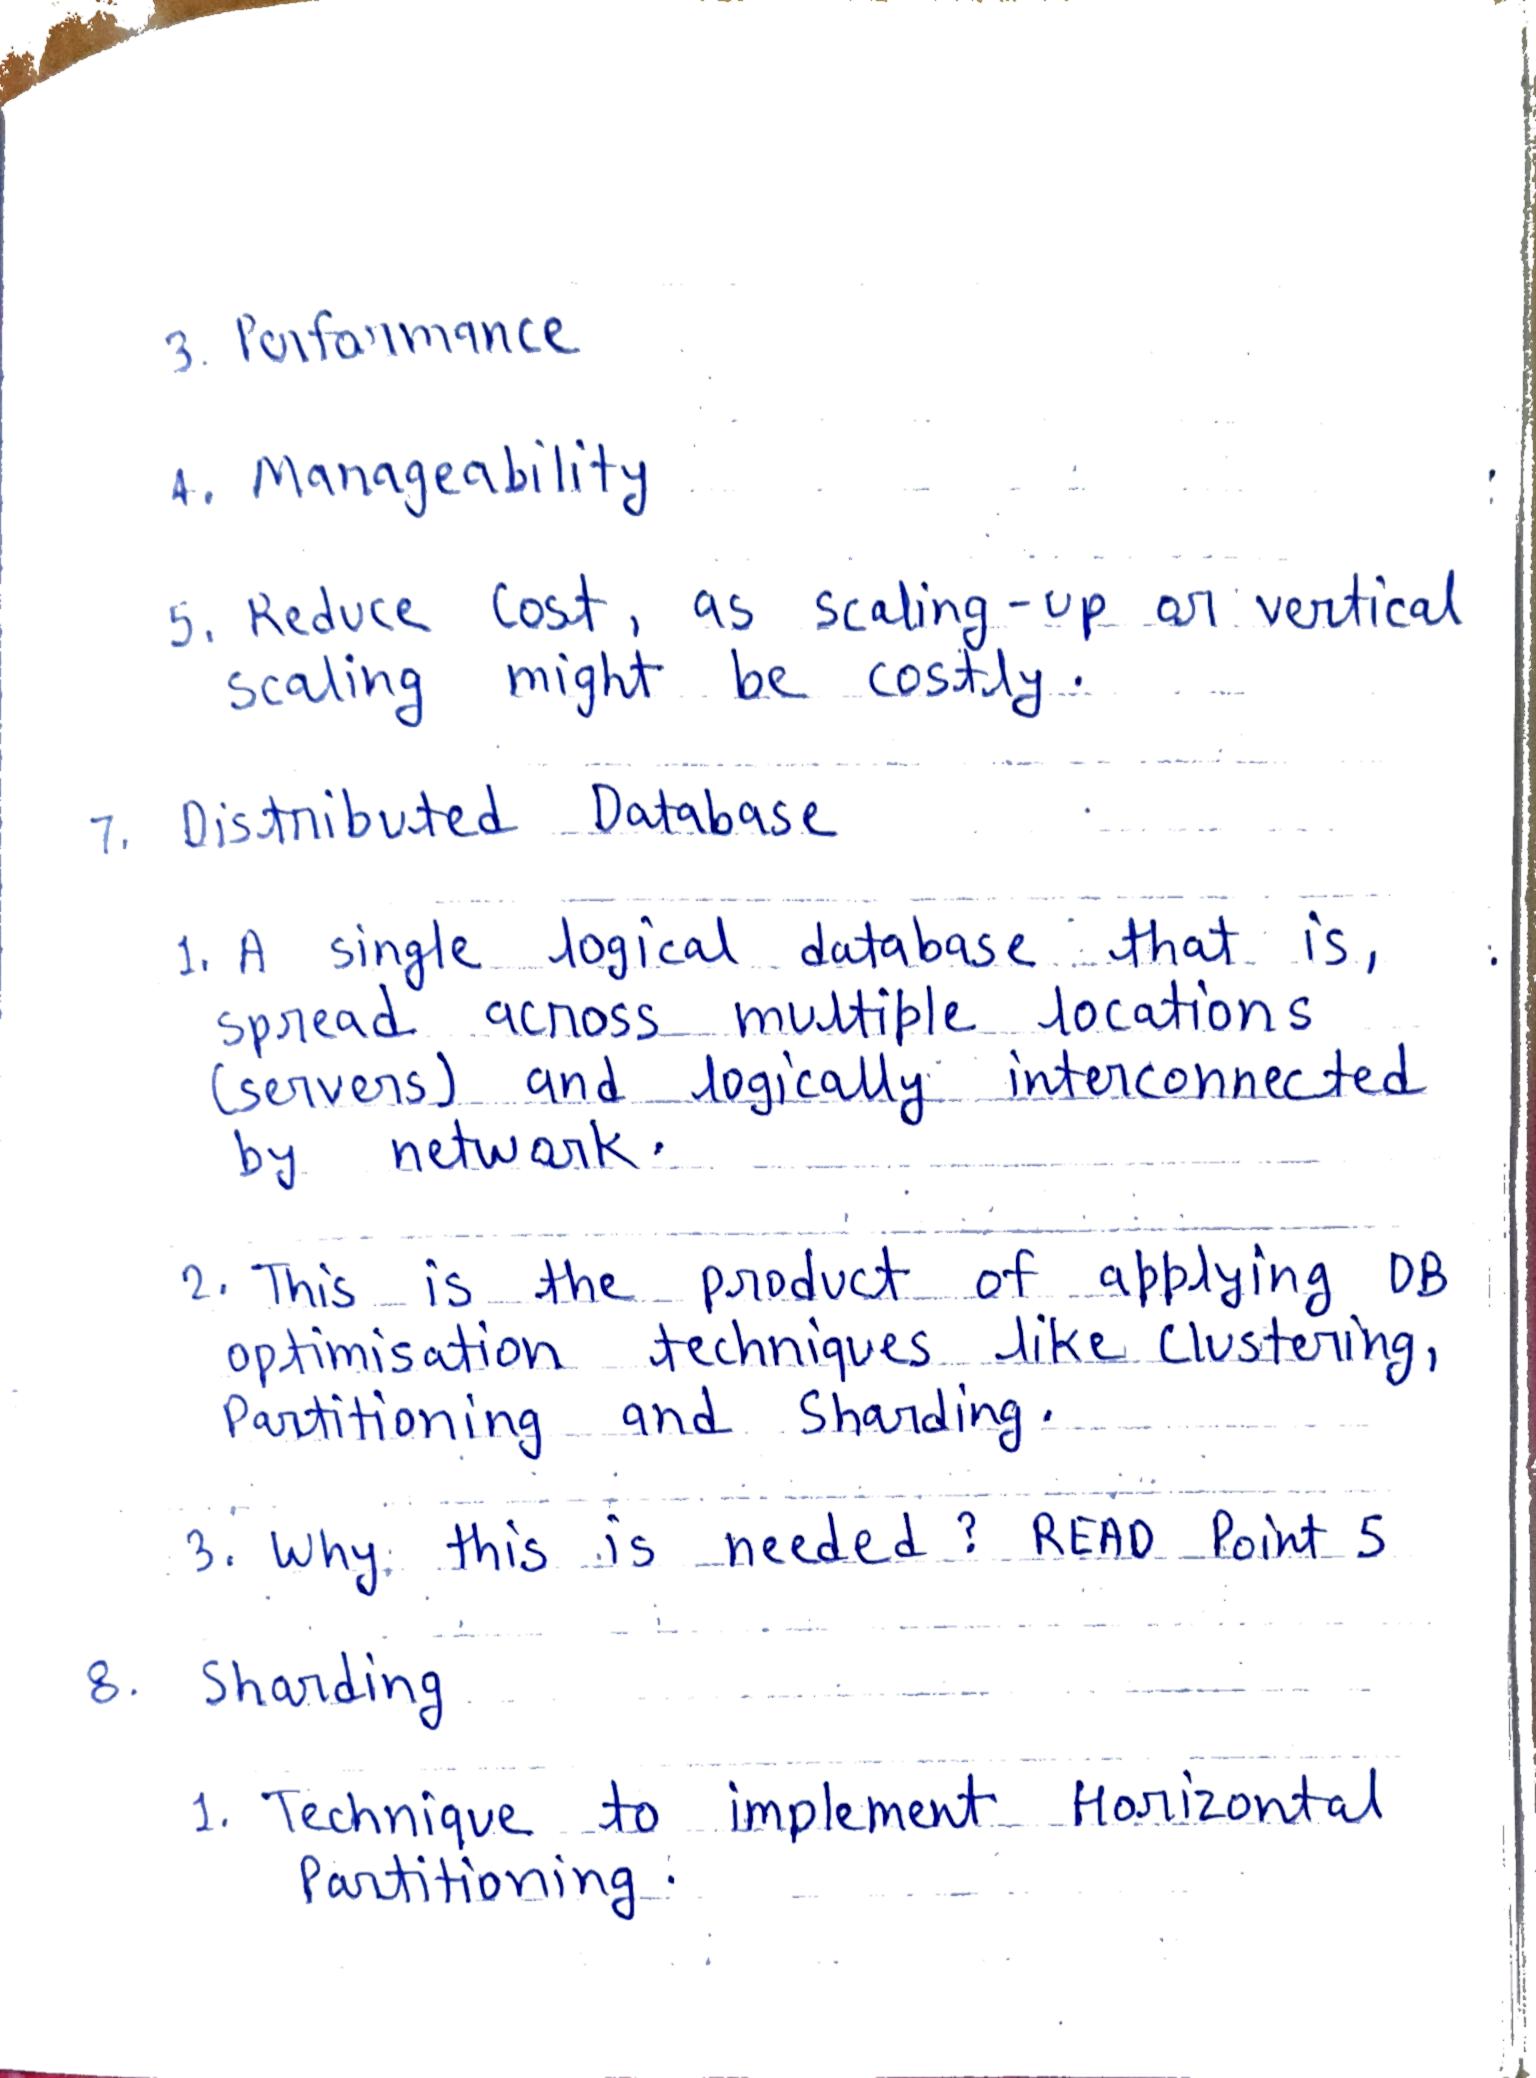 3. Performance
4. Manageability
5. Reduce Cost, as scaling-up or vertical
scaling might be costly.
7. Distributed Database
1. A single logical database that is,
spread across multiple locations
(servers) and logically interconnected
by network.
2. This is the product of applying DB
optimisation techniques like Clustering,
Partitioning and Sharding.
3. Why this is needed? READ Point 5
8. Sharding
1. Technique to implement Horizontal
Partitioning.